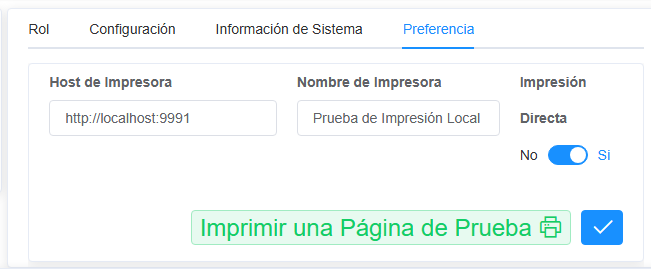 Rol Configuración Información de Sistema Preferencia
Host de Impresora Nombre de Impresora Impresión
http://localhost:9991 Prueba de Impresión Local Directa
No Si
Imprimir una Página de Prueba